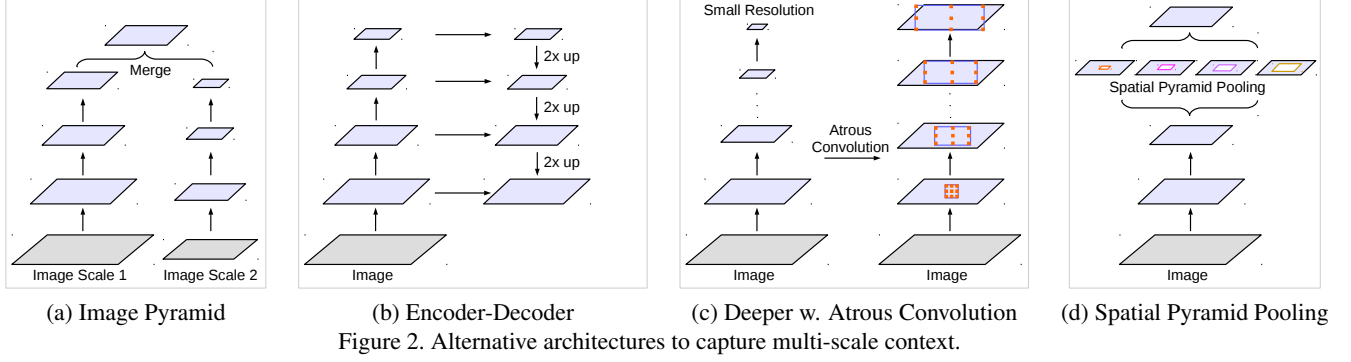 Merge
Image Scale 1
Image Scale 2
(a) Image Pyramid
2x up
2x up
2x up
Image
(b) Encoder-Decoder
Small Resolution
Atrous
Convolution
Image
Image
(c) Deeper w. Atrous Convolution
Spatial Pyramid Pooling
Image
(d) Spatial Pyramid Pooling
Figure 2. Alternative architectures to capture multi-scale context.